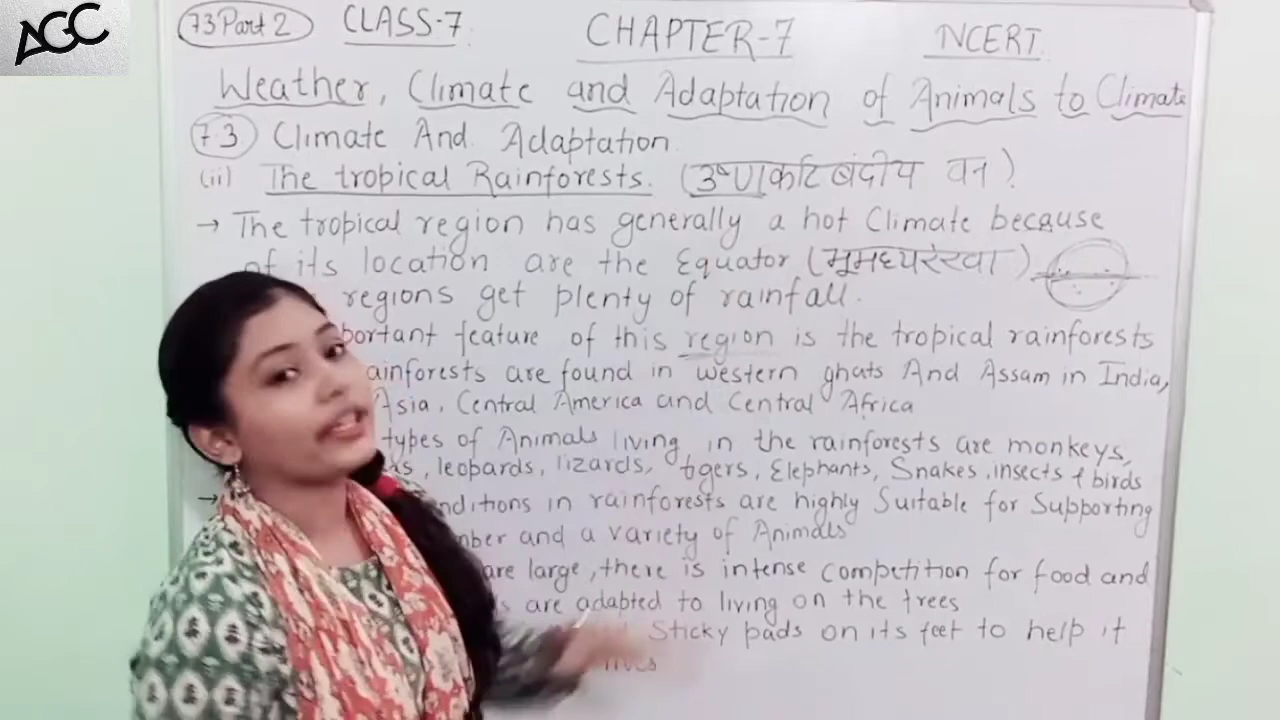 AGC
7.3 Part 2 CLASS-7 CHAPTER-7 NCERT
Weather, Climate and Adaptation of Animals to Climate
7.3 Climate And Adaptation
(ii) The tropical Rainforests. (उष्णकटिबंदीय वन)
→ The tropical region has generally a hot Climate because
of its location are the Equator (भूमध्यरेखा)
regions get plenty of rainfall.
feature of this region is the tropical rainforests
are found in western ghats And Assam in India,
Asia, Central America and Central Africa
types of Animals living in the rainforests are monkeys,
leopards, lizards, tigers, Elephants, Snakes, insects & birds
→ in rainforests are highly Suitable for Supporting
and a variety of Animals
are large, there is intense competition for food and
are adapted to living on the trees
Sticky pads on its feet to help it